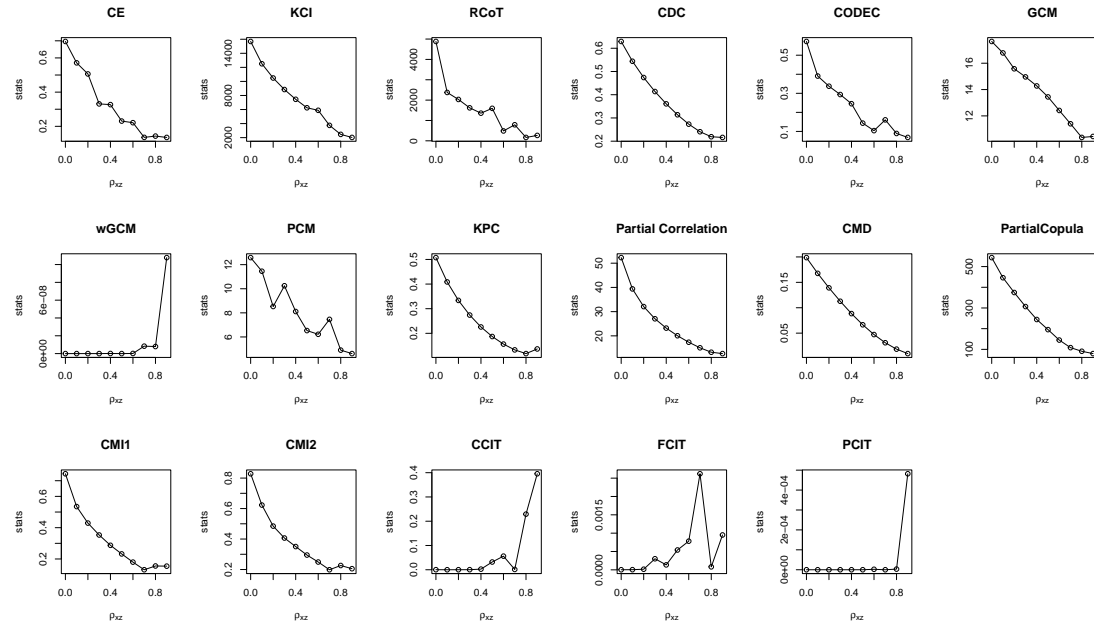 CE
stats
0.6
0.4
0.2
0.0 0.4 0.8
ρxz
KCI
stats
14000
8000
2000
0.0 0.4 0.8
ρxz
RCoT
stats
4000
2000
0
0.0 0.4 0.8
ρxz
CDC
stats
0.6
0.5
0.4
0.3
0.2
0.0 0.4 0.8
ρxz
CODEC
stats
0.5
0.3
0.1
0.0 0.4 0.8
ρxz
GCM
stats
16
14
12
0.0 0.4 0.8
ρxz
wGCM
stats
6e−08
0e+00
0.0 0.4 0.8
ρxz
PCM
stats
12
10
8
6
0.0 0.4 0.8
ρxz
KPC
stats
0.5
0.4
0.3
0.2
0.0 0.4 0.8
ρxz
Partial Correlation
stats
50
40
30
20
0.0 0.4 0.8
ρxz
CMD
stats
0.15
0.05
0.0 0.4 0.8
ρxz
PartialCopula
stats
500
300
100
0.0 0.4 0.8
ρxz
CMI1
stats
0.6
0.4
0.2
0.0 0.4 0.8
ρxz
CMI2
stats
0.8
0.6
0.4
0.2
0.0 0.4 0.8
ρxz
CCIT
stats
0.4
0.3
0.2
0.1
0.0
0.0 0.4 0.8
ρxz
FCIT
stats
0.0015
0.0000
0.0 0.4 0.8
ρxz
PCIT
stats
4e−04
2e−04
0e+00
0.0 0.4 0.8
ρxz